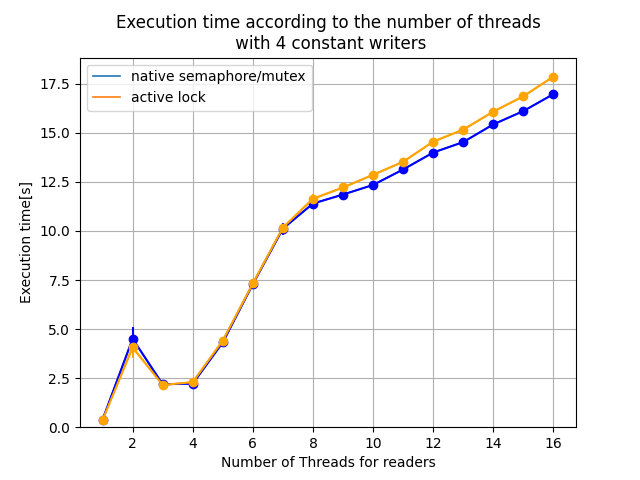 Execution time according to the number of threads
with 4 constant writers
native semaphore/mutex
active lock
Execution time[s]
17.5
15.0
12.5
10.0
7.5
5.0
2.5
0.0
2 4 6 8 10 12 14 16
Number of Threads for readers